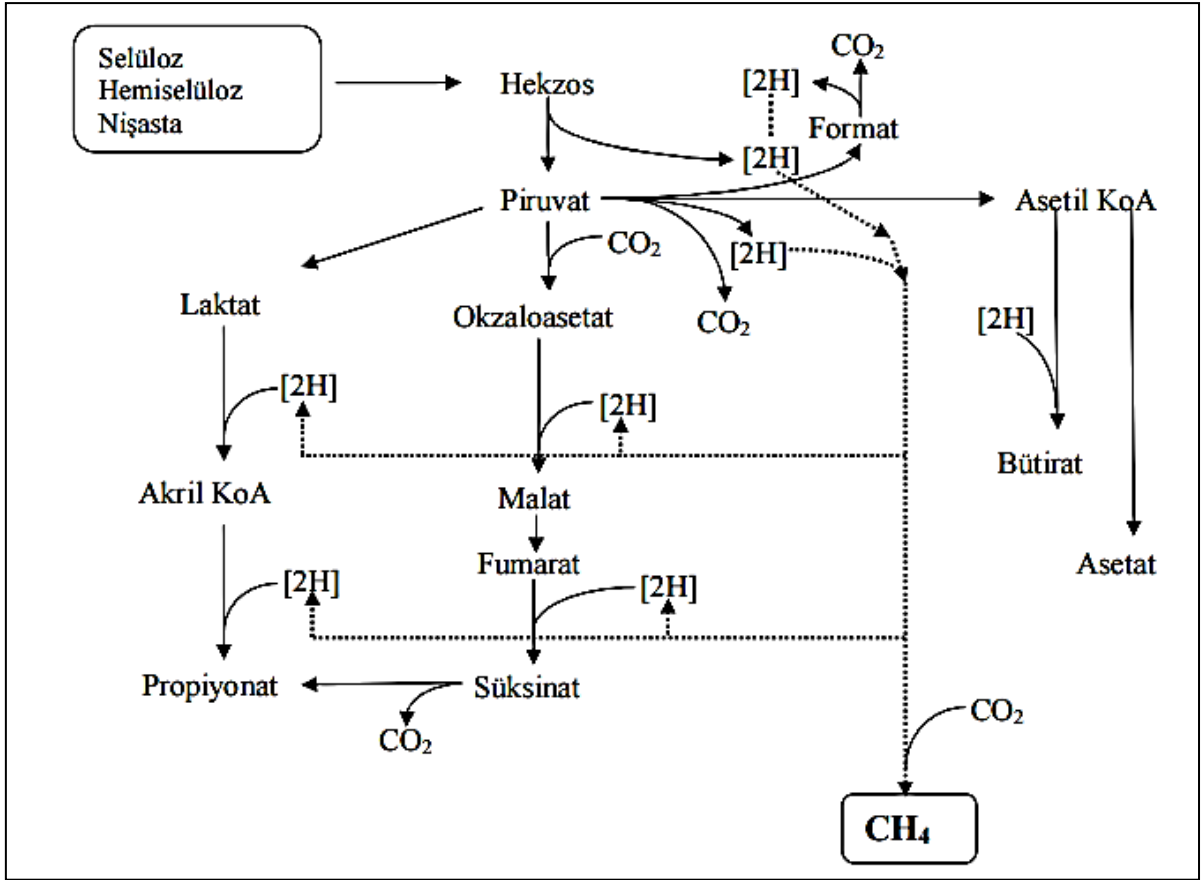 Selüloz
Hemiselüloz
Nişasta
Hekzos
[2H]
CO₂
Format
[2H]
Piruvat
Asetil KoA
CO₂
[2H]
Laktat
Okzaloasetat
CO₂
[2H]
[2H]
[2H]
Bütirat
Akril KoA
Malat
Fumarat
Asetat
[2H]
[2H]
Propiyonat
Süksinat
CO₂
CO₂
CH₄